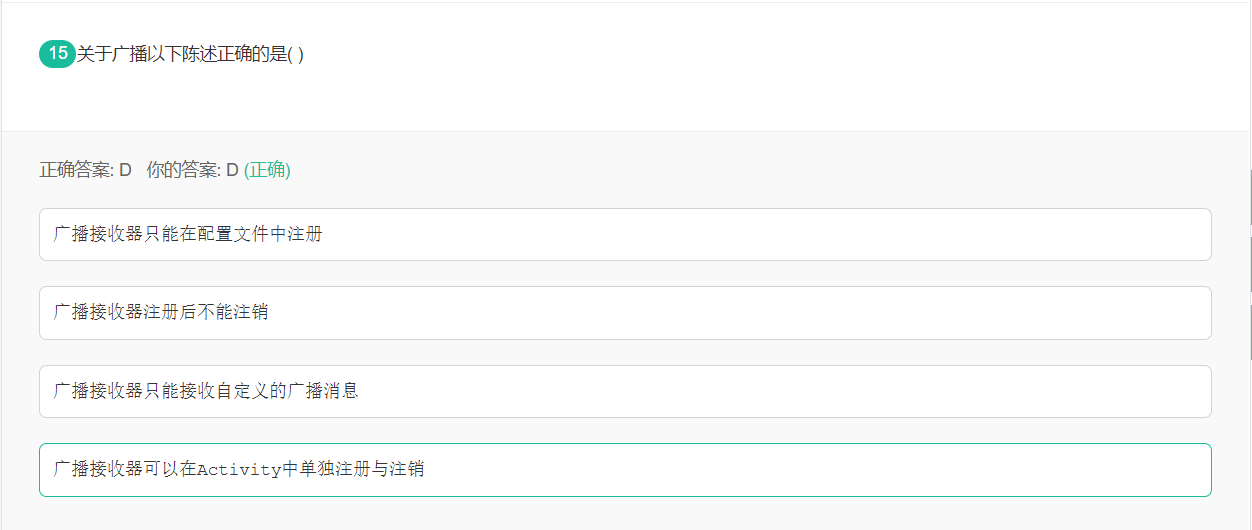 15 关于广播以下陈述正确的是( )
正确答案: D 你的答案: D (正确)
广播接收器只能在配置文件中注册
广播接收器注册后不能注销
广播接收器只能接收自定义的广播消息
广播接收器可以在Activity中单独注册与注销